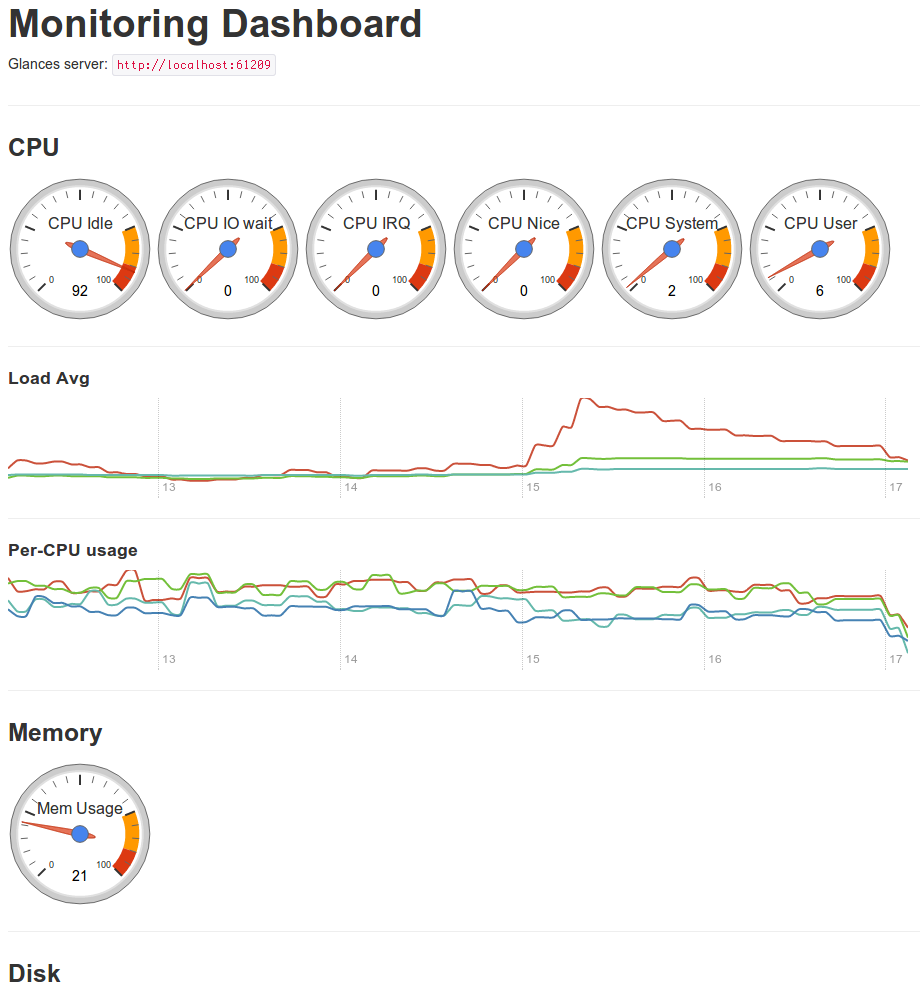 Monitoring Dashboard
Glances server: http://localhost:61209
CPU
CPU Idle
0 100
92
CPU IO wait
0 100
0
CPU IRQ
0 100
0
CPU Nice
0 100
0
CPU System
0 100
2
CPU User
0 100
6
Load Avg
13 14 15 16 17
Per-CPU usage
13 14 15 16 17
Memory
Mem Usage
0 100
21
Disk